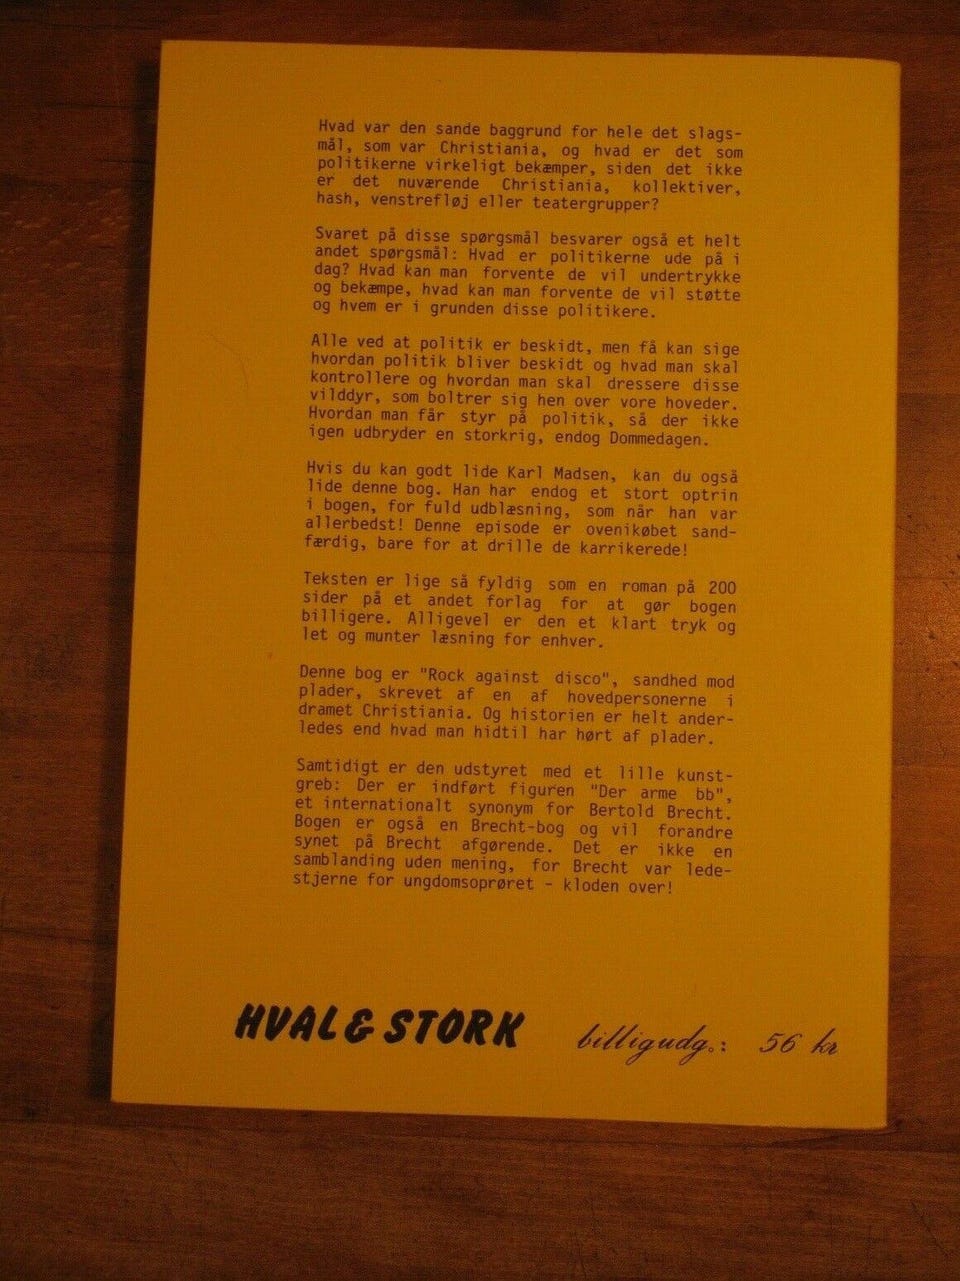 Hvad var den sande baggrund for hele det slags-
mål, som var Christiania, og hvad er det som
politikerne virkeligt bekæmper, siden det ikke
er det nuværende Christiania, kollektiver,
hash, venstrefløj eller teatergrupper?
Svaret på disse spørgsmål besvarer også et helt
andet spørgsmål: Hvad er politikerne ude på i
dag? Hvad kan man forvente de vil undertrykke
og bekæmpe, hvad kan man forvente de vil støtte
og hvem er i grunden disse politikere.
Alle ved at politik er beskidt, men få kan sige
hvordan politik bliver beskidt og hvad man skal
kontrollere og hvordan man skal dressere disse
vilddyr, som boltrer sig hen over vore hoveder.
Hvordan man får styr på politik, så der ikke
igen udbryder en storkrig, endog Dommedagen.
Hvis du kan godt lide Karl Madsen, kan du også
lide denne bog. Han har endog et stort optrin
i bogen, for fuld udblæsning, som når han var
allerbedst! Denne episode er ovenikøbet sand-
færdig, bare for at drille de karrikerede!
Teksten er lige så fyldig som en roman på 200
sider på et andet forlag for at gør bogen
billigere. Alligevel er den et klart tryk og
let og munter læsning for enhver.
Denne bog er "Rock against disco", sandhed mod
plader, skrevet af en af hovedpersonerne i
dramet Christiania. Og historien er helt ander-
ledes end hvad man hidtil har hørt af plader.
Samtidigt er den udstyret med et lille kunst-
greb: Der er indført figuren "Der arme bb",
et internationalt synonym for Bertold Brecht.
Bogen er også en Brecht-bog og vil forandre
synet på Brecht afgørende. Det er ikke en
samblanding uden mening, for Brecht var lede-
stjerne for ungdomsoprøret - kloden over!
HVAL & STORK billigudg.: 56 kr